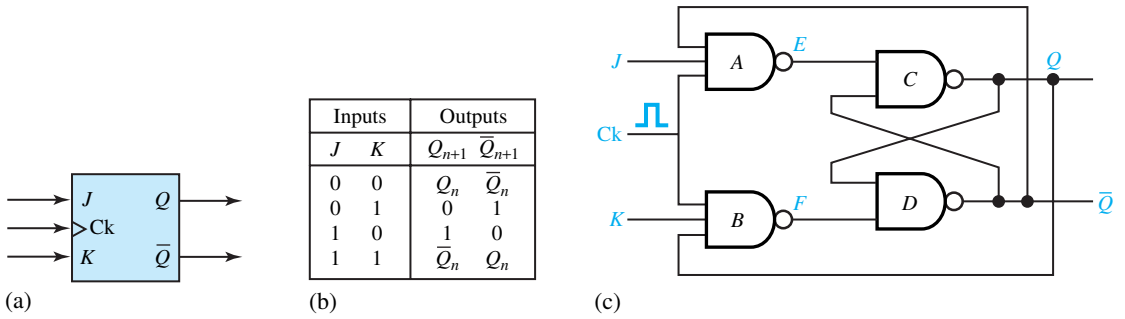 J Q
Ck
K Q̅
(a)
Inputs Outputs
J K Qₙ₊₁ Q̅ₙ₊₁
0 0 Qₙ Q̅ₙ
0 1 0 1
1 0 1 0
1 1 Q̅ₙ Qₙ
(b)
J A E C Q
Ck
K B F D Q̅
(c)